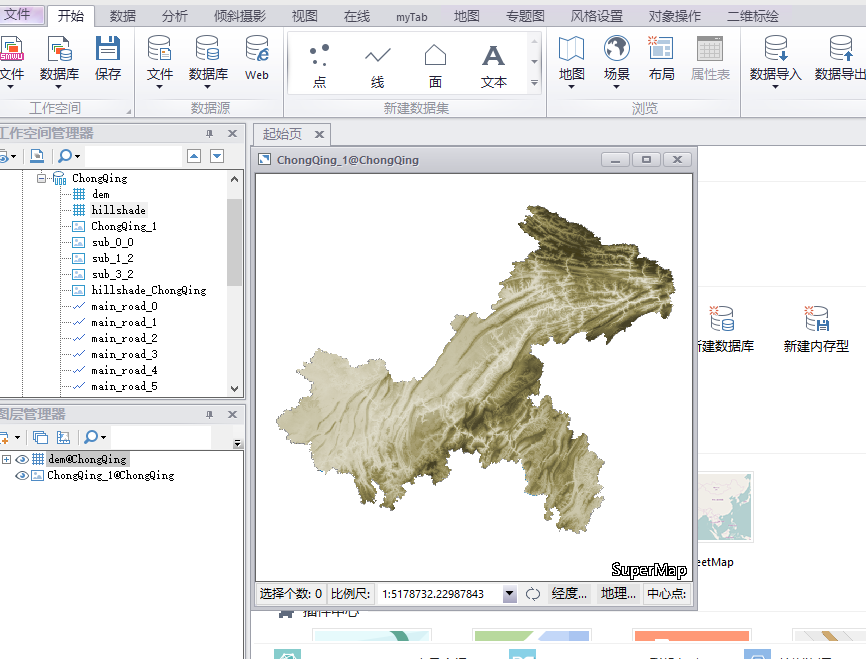 文件 开始 数据 分析 倾斜摄影 视图 在线 myTab 地图 专题图 风格设置 对象操作 二维标绘
SMWU
文件 数据库 保存 文件 数据库 Web 点 线 面 A 文本 地图 场景 布局 属性表 数据导入 数据导出
工作空间 数据源 新建数据集 浏览
工作空间管理器
起始页
ChongQing_1@ChongQing
ChongQing
dem
hillshade
ChongQing_1
sub_0_0
sub_1_2
sub_3_2
hillshade_ChongQing
main_road_0
main_road_1
main_road_2
main_road_3
main_road_4
main_road_5
新建数据库 新建内存型
图层管理器
dem@ChongQing
ChongQing_1@ChongQing
eetMap
SuperMap
选择个数: 0 比例尺: 1:5178732.22987843 经度... 地理... 中心点: